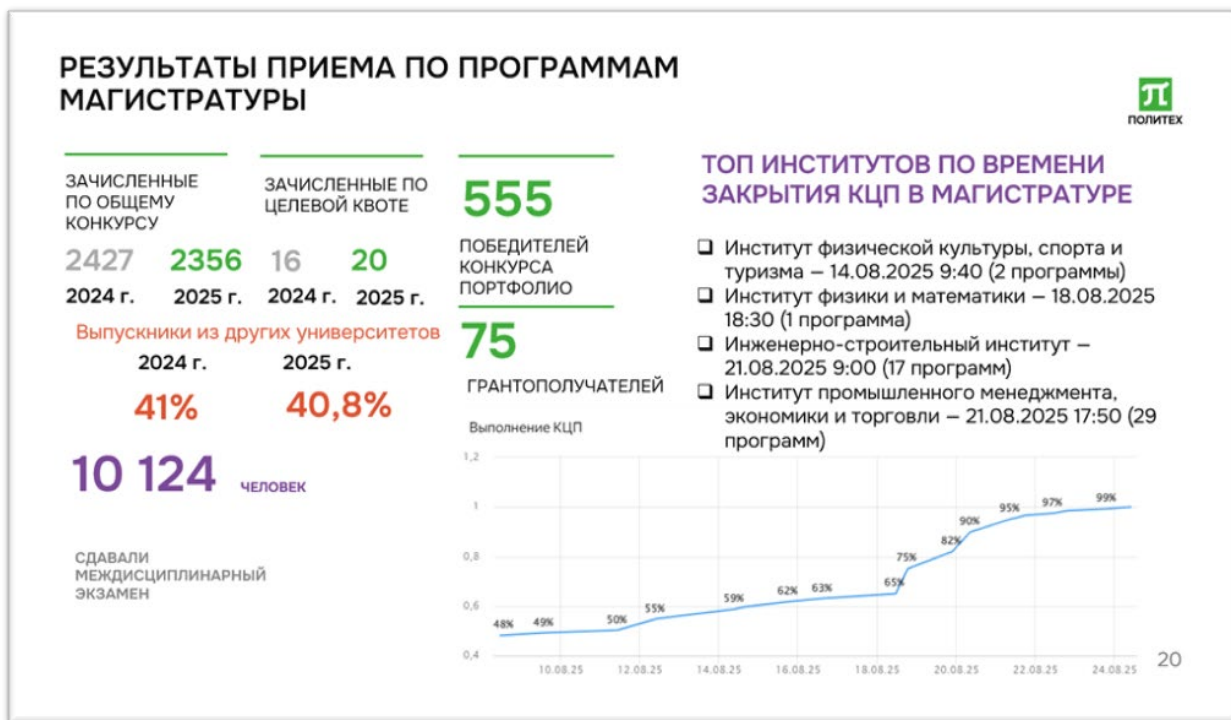 РЕЗУЛЬТАТЫ ПРИЕМА ПО ПРОГРАММАМ
МАГИСТРАТУРЫ
π
ПОЛИТЕХ
ЗАЧИСЛЕННЫЕ
ПО ОБЩЕМУ
КОНКУРСУ
2427 2356
2024 г. 2025 г.
ЗАЧИСЛЕННЫЕ ПО
ЦЕЛЕВОЙ КВОТЕ
16 20
2024 г. 2025 г.
Выпускники из других университетов
2024 г. 2025 г.
41% 40,8%
10 124 ЧЕЛОВЕК
СДАВАЛИ
МЕЖДИСЦИПЛИНАРНЫЙ
ЭКЗАМЕН
555
ПОБЕДИТЕЛЕЙ
КОНКУРСА
ПОРТФОЛИО
75
ГРАНТОПОЛУЧАТЕЛЕЙ
ТОП ИНСТИТУТОВ ПО ВРЕМЕНИ
ЗАКРЫТИЯ КЦП В МАГИСТРАТУРЕ
Институт физической культуры, спорта и
туризма – 14.08.2025 9:40 (2 программы)
Институт физики и математики – 18.08.2025
18:30 (1 программа)
Инженерно-строительный институт –
21.08.2025 9:00 (17 программ)
Институт промышленного менеджмента,
экономики и торговли – 21.08.2025 17:50 (29
программ)
Выполнение КЦП
1,2
1
0,8
0,6
0,4
48% 49% 50% 55% 59% 62% 63% 65% 75% 82% 90% 95% 97% 99%
10.08.25 12.08.25 14.08.25 16.08.25 18.08.25 20.08.25 22.08.25 24.08.25
20